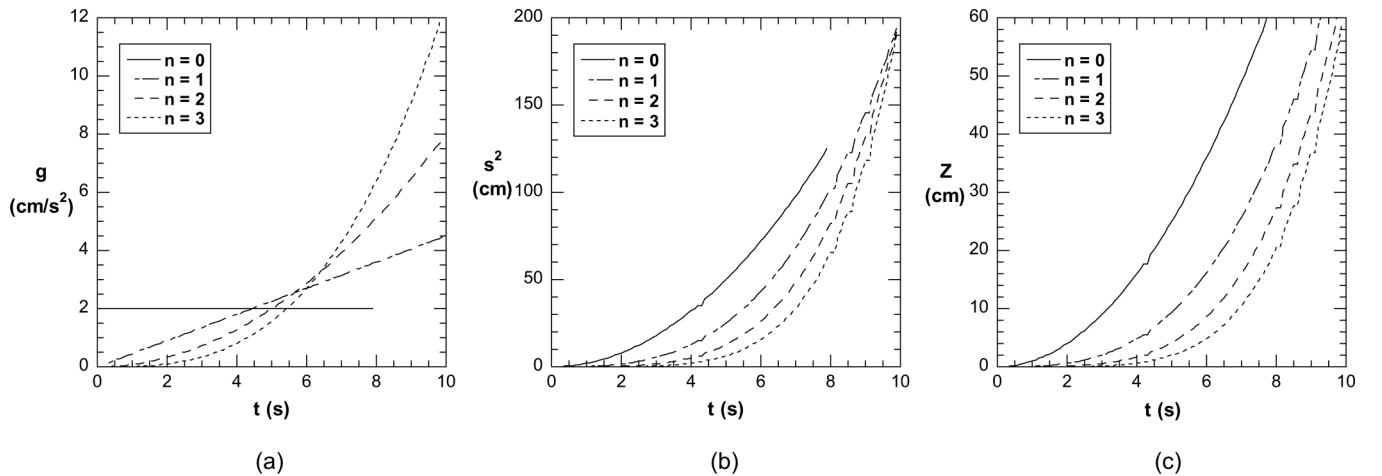 12
10
8
6
4
2
0
g
(cm/s²)
n = 0
n = 1
n = 2
n = 3
0 2 4 6 8 10
t (s)
(a)
200
150
100
50
0
s²
(cm)
n = 0
n = 1
n = 2
n = 3
0 2 4 6 8 10
t (s)
(b)
60
50
40
30
20
10
0
Z
(cm)
n = 0
n = 1
n = 2
n = 3
0 2 4 6 8 10
t (s)
(c)